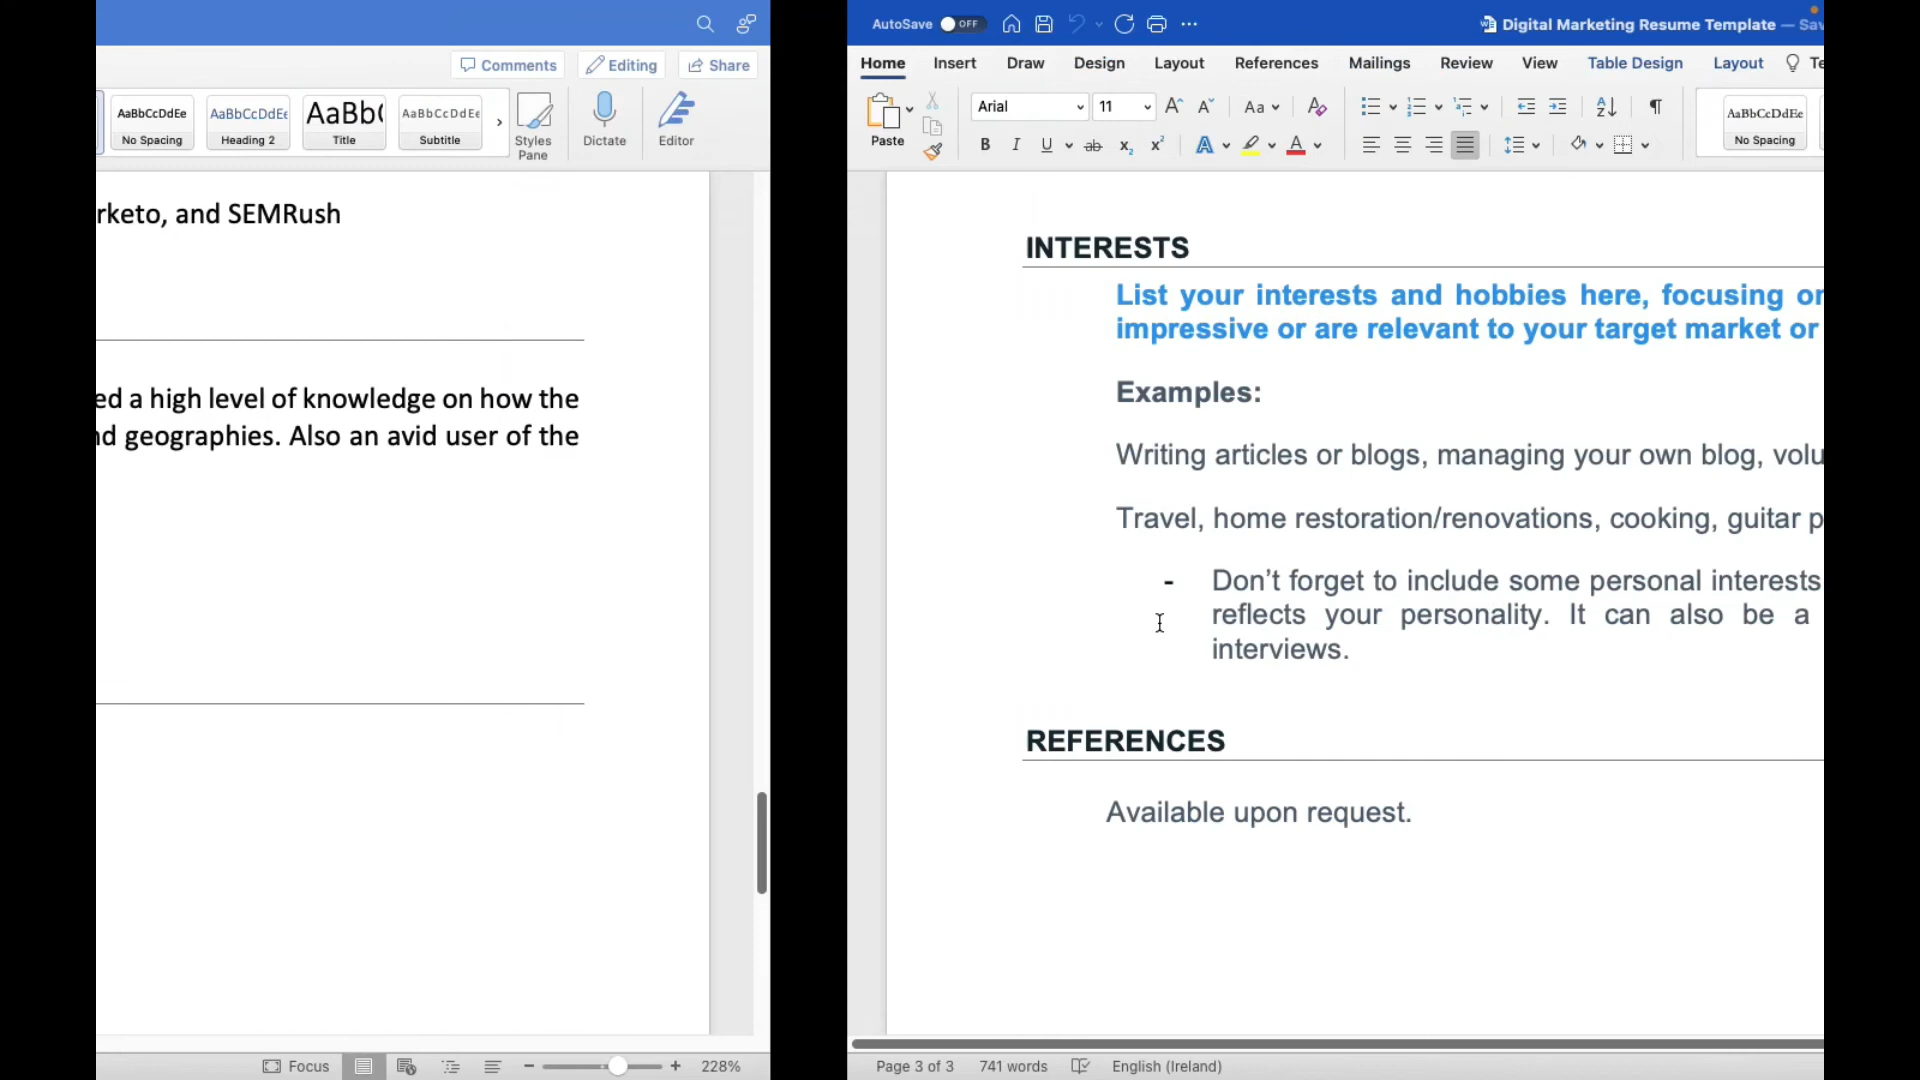 Comments Editing Share
AaBbCcDdEe
No Spacing
AaBbCcDdEe
Heading 2
AaBb(
Title
AaBbCcDdEe
Subtitle
Styles
Pane
Dictate
Editor
rketo, and SEMRush
ed a high level of knowledge on how the
nd geographies. Also an avid user of the
Focus
228%
AutoSave OFF
Digital Marketing Resume Template — Sav
Home Insert Draw Design Layout References Mailings Review View Table Design Layout Te
Paste
Arial 11
Aa
AaBbCcDdEe
No Spacing
INTERESTS
List your interests and hobbies here, focusing or
impressive or are relevant to your target market or
Examples:
Writing articles or blogs, managing your own blog, volu
Travel, home restoration/renovations, cooking, guitar p
- Don’t forget to include some personal interests
reflects your personality. It can also be a
interviews.
REFERENCES
Available upon request.
Page 3 of 3 741 words English (Ireland)